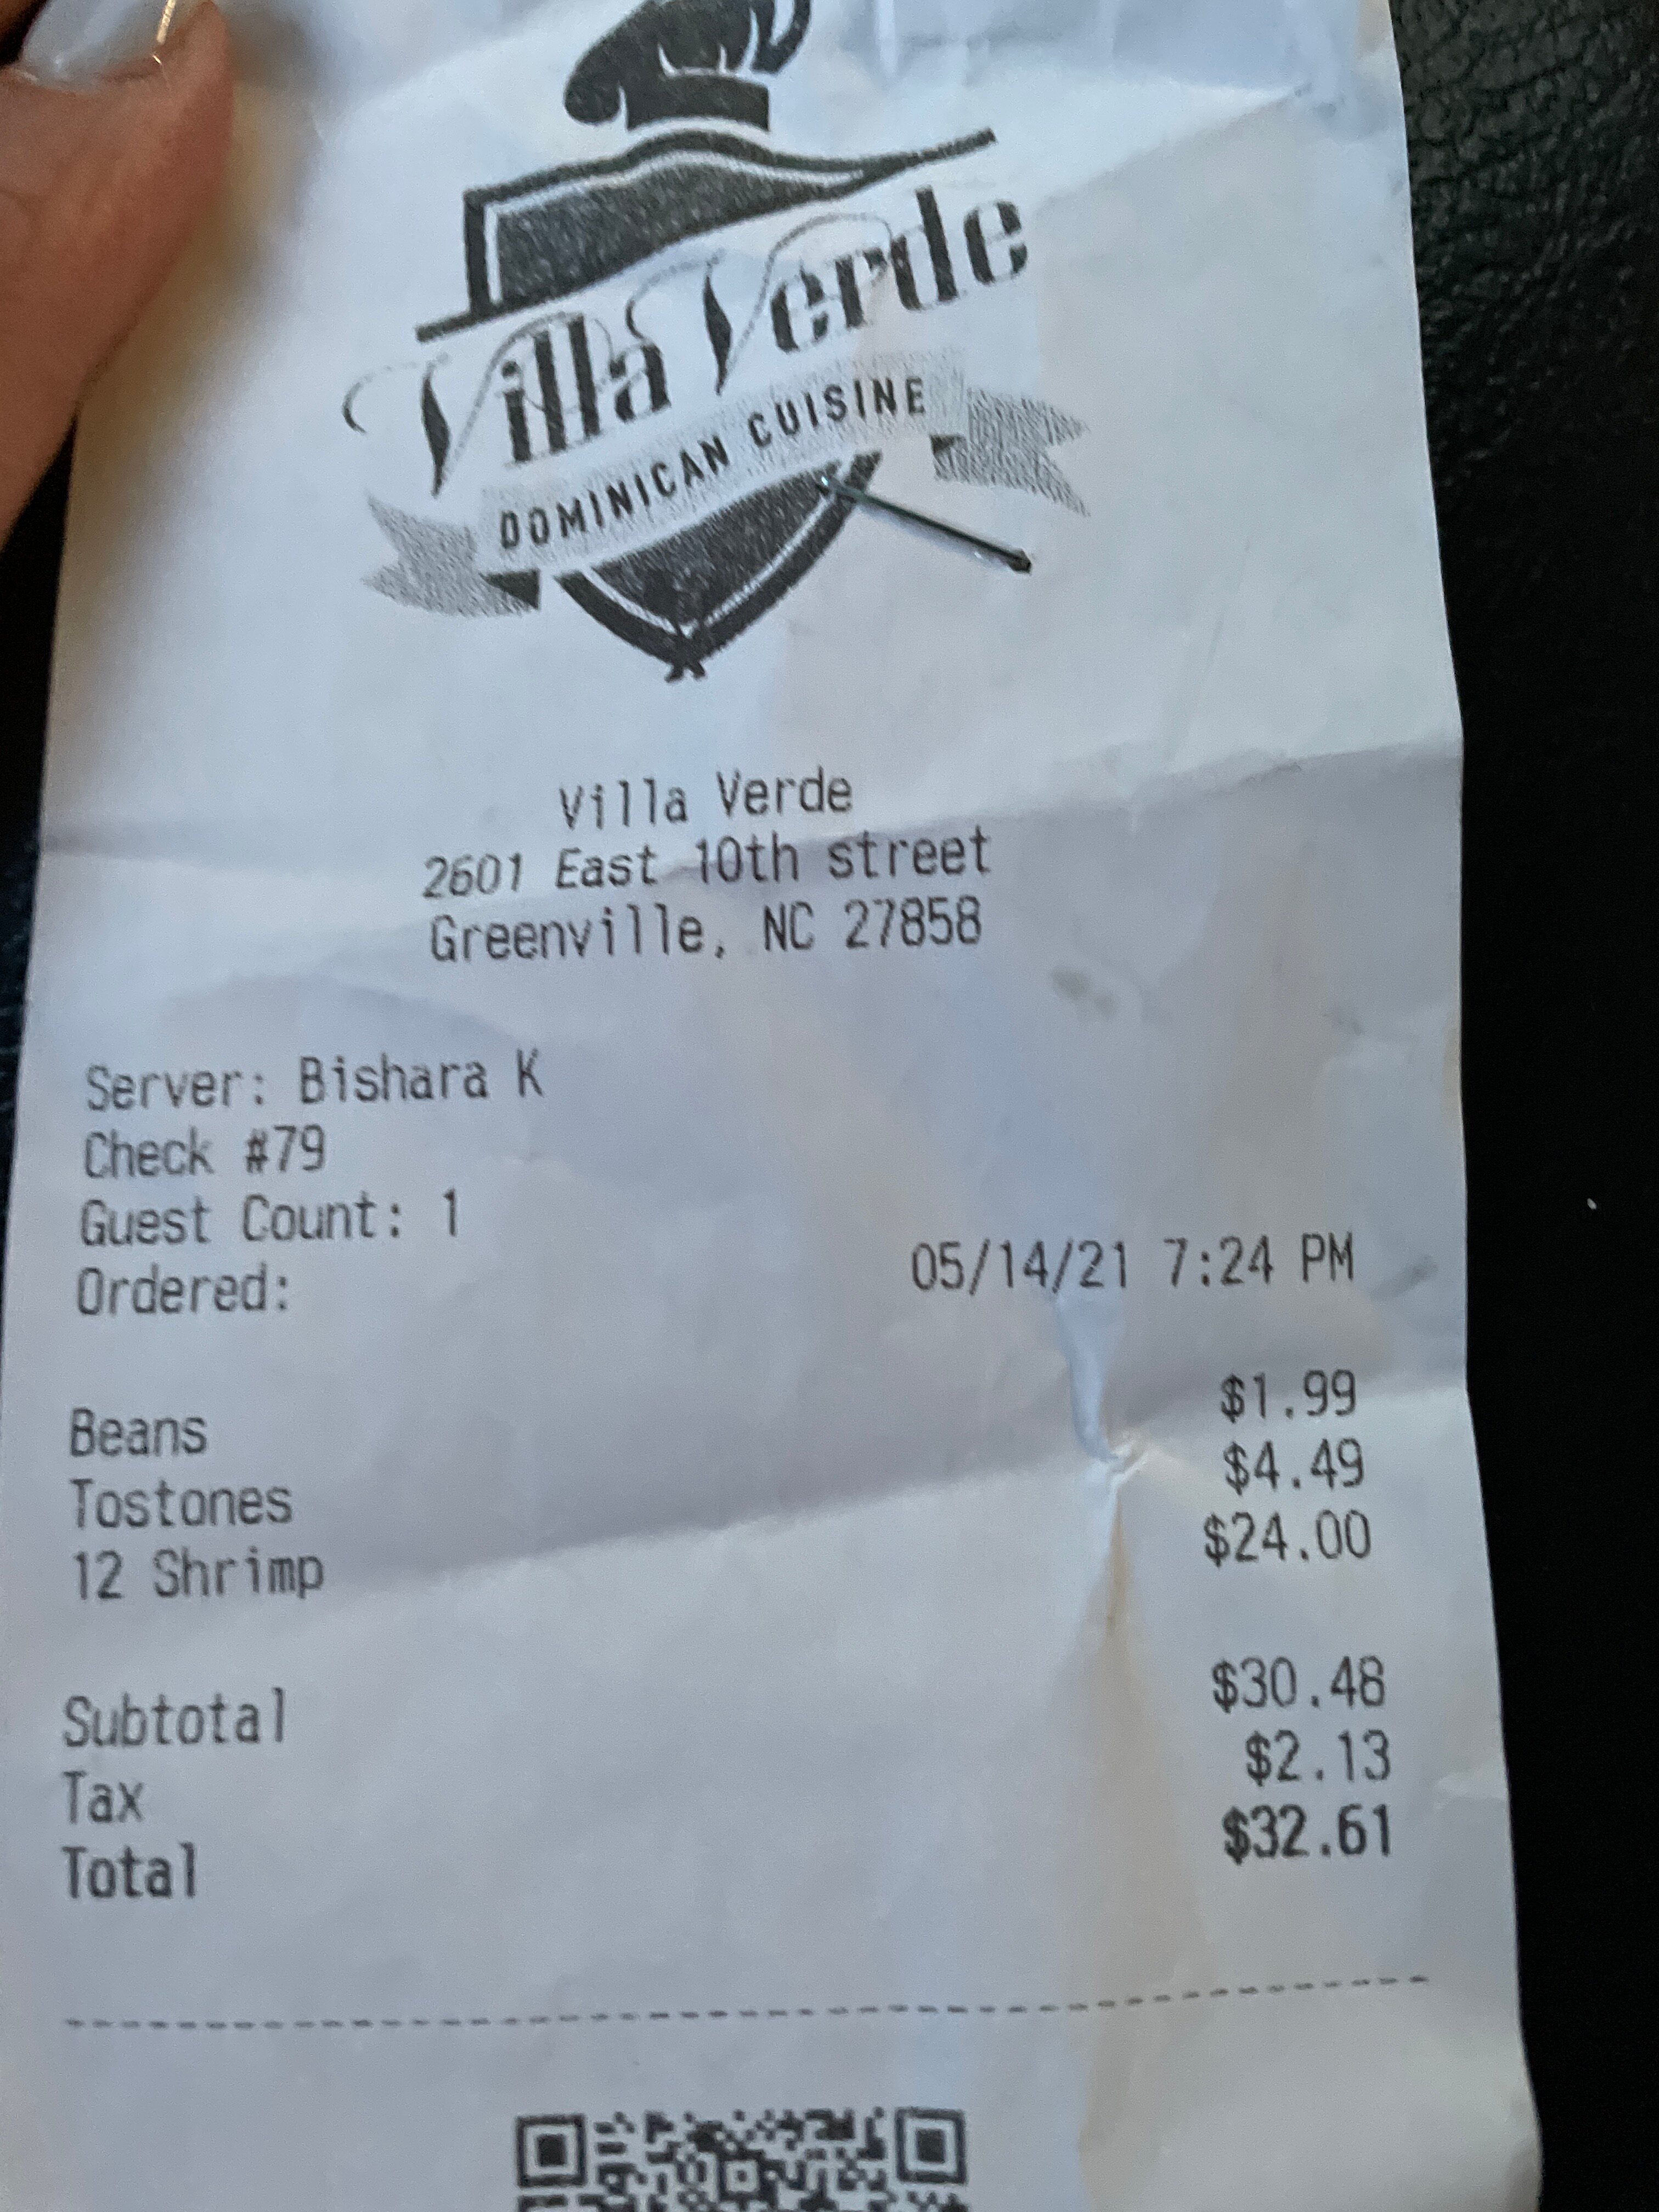 Villa Verde
DOMINICAN CUISINE
Villa Verde
2601 East 10th street
Greenville, NC 27858
Server: Bishara K
Check #79
Guest Count: 1
Ordered: 05/14/21 7:24 PM
Beans $1.99
Tostones $4.49
12 Shrimp $24.00
Subtotal $30.48
Tax $2.13
Total $32.61